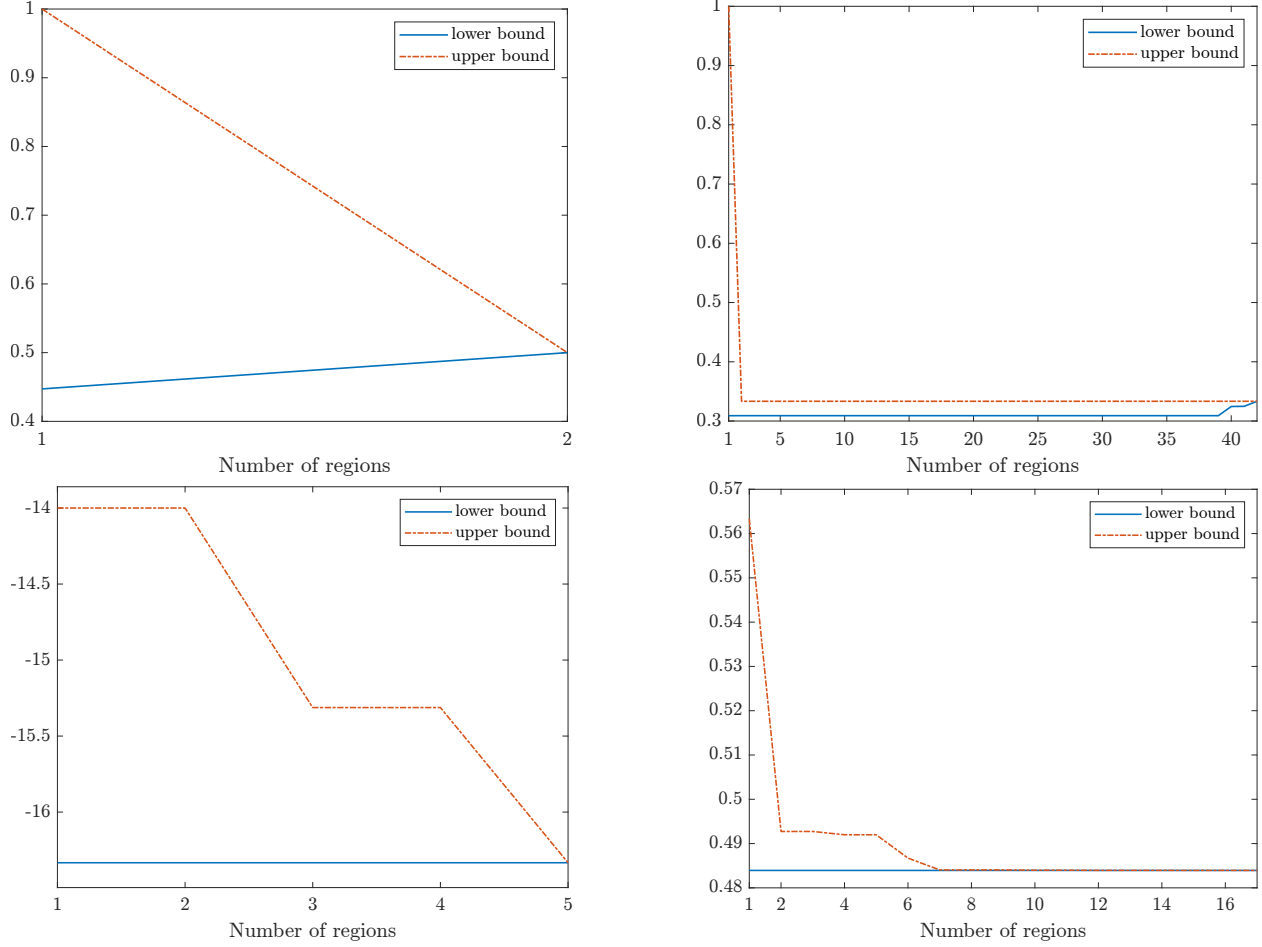 1
0.9
0.8
0.7
0.6
0.5
0.4
1
2
Number of regions
lower bound
upper bound
1
0.9
0.8
0.7
0.6
0.5
0.4
0.3
1 5 10 15 20 25 30 35 40
Number of regions
lower bound
upper bound
-14
-14.5
-15
-15.5
-16
1 2 3 4 5
Number of regions
lower bound
upper bound
0.57
0.56
0.55
0.54
0.53
0.52
0.51
0.5
0.49
0.48
1 2 4 6 8 10 12 14 16
Number of regions
lower bound
upper bound